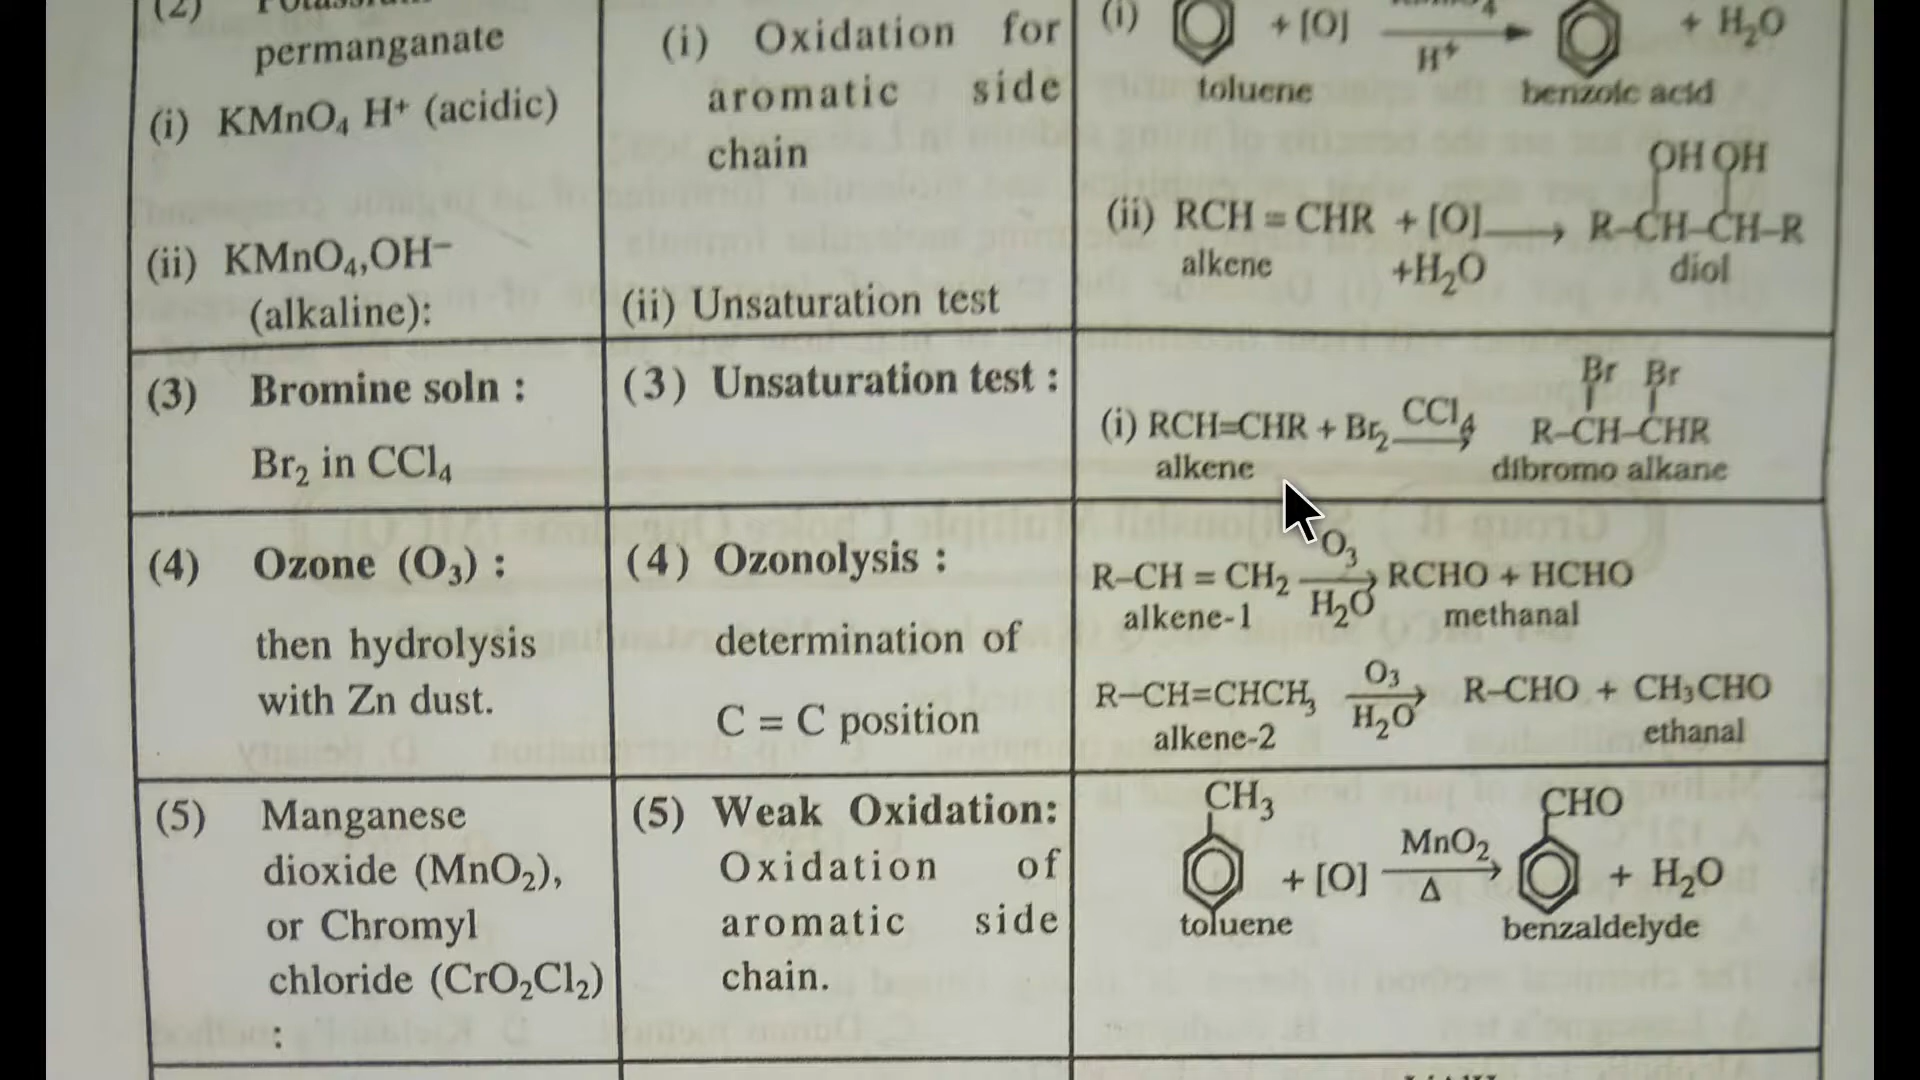 (2)
permanganate
(i) KMnO₄ H⁺ (acidic)
(ii) KMnO₄,OH⁻
(alkaline):
(i) Oxidation for
aromatic side
chain
(ii) Unsaturation test
(i) + [O] H⁺ + H₂O
toluene benzoic acid
OH OH
(ii) RCH = CHR + [O] → R–CH–CH–R
alkene +H₂O diol
(3) Bromine soln :
Br₂ in CCl₄
(3) Unsaturation test :
Br Br
(i) RCH=CHR + Br₂ CCl₄ → R–CH–CHR
alkene dibromo alkane
(4) Ozone (O₃) :
then hydrolysis
with Zn dust.
(4) Ozonolysis :
determination of
C = C position
O₃
R–CH = CH₂ → RCHO + HCHO
alkene-1 H₂O methanal
O₃
R–CH=CHCH₃ → R–CHO + CH₃CHO
H₂O
alkene-2 ethanal
(5) Manganese
dioxide (MnO₂),
or Chromyl
chloride (CrO₂Cl₂)
:
(5) Weak Oxidation:
Oxidation of
aromatic side
chain.
CH₃ CHO
MnO₂
+ [O] → + H₂O
Δ
toluene benzaldelyde